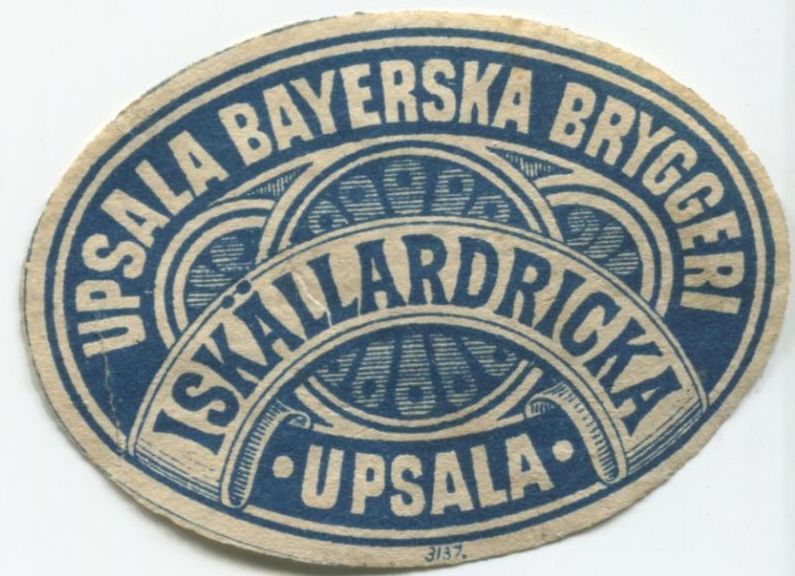 UPSALA BAYERSKA BRYGGERI
ISKÄLLARDRICKA
• UPSALA •
3137.